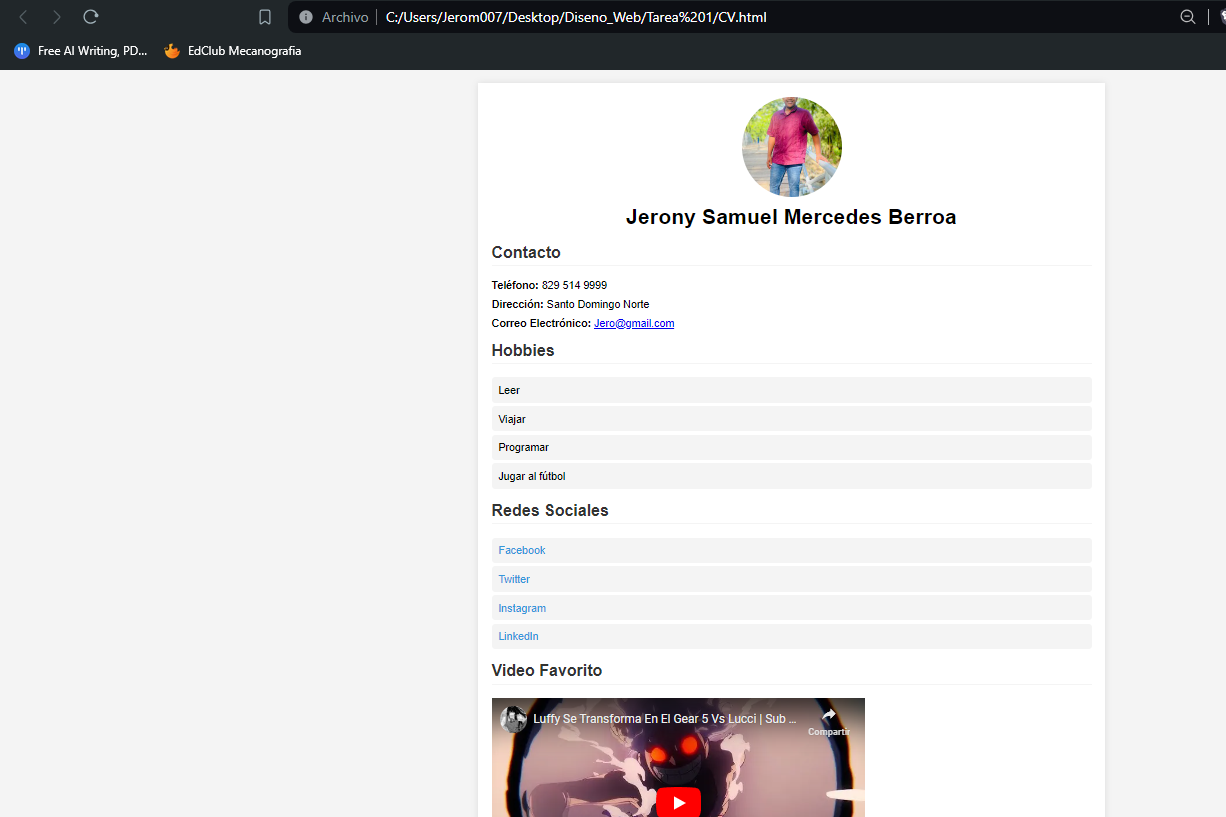 Archivo C:/Users/Jerom007/Desktop/Diseno_Web/Tarea%201/CV.html
Free AI Writing, PD... EdClub Mecanografia
Jerony Samuel Mercedes Berroa
Contacto
Teléfono: 829 514 9999
Dirección: Santo Domingo Norte
Correo Electrónico: Jero@gmail.com
Hobbies
Leer
Viajar
Programar
Jugar al fútbol
Redes Sociales
Facebook
Twitter
Instagram
LinkedIn
Video Favorito
Luffy Se Transforma En El Gear 5 Vs Lucci | Sub ...
Compartir